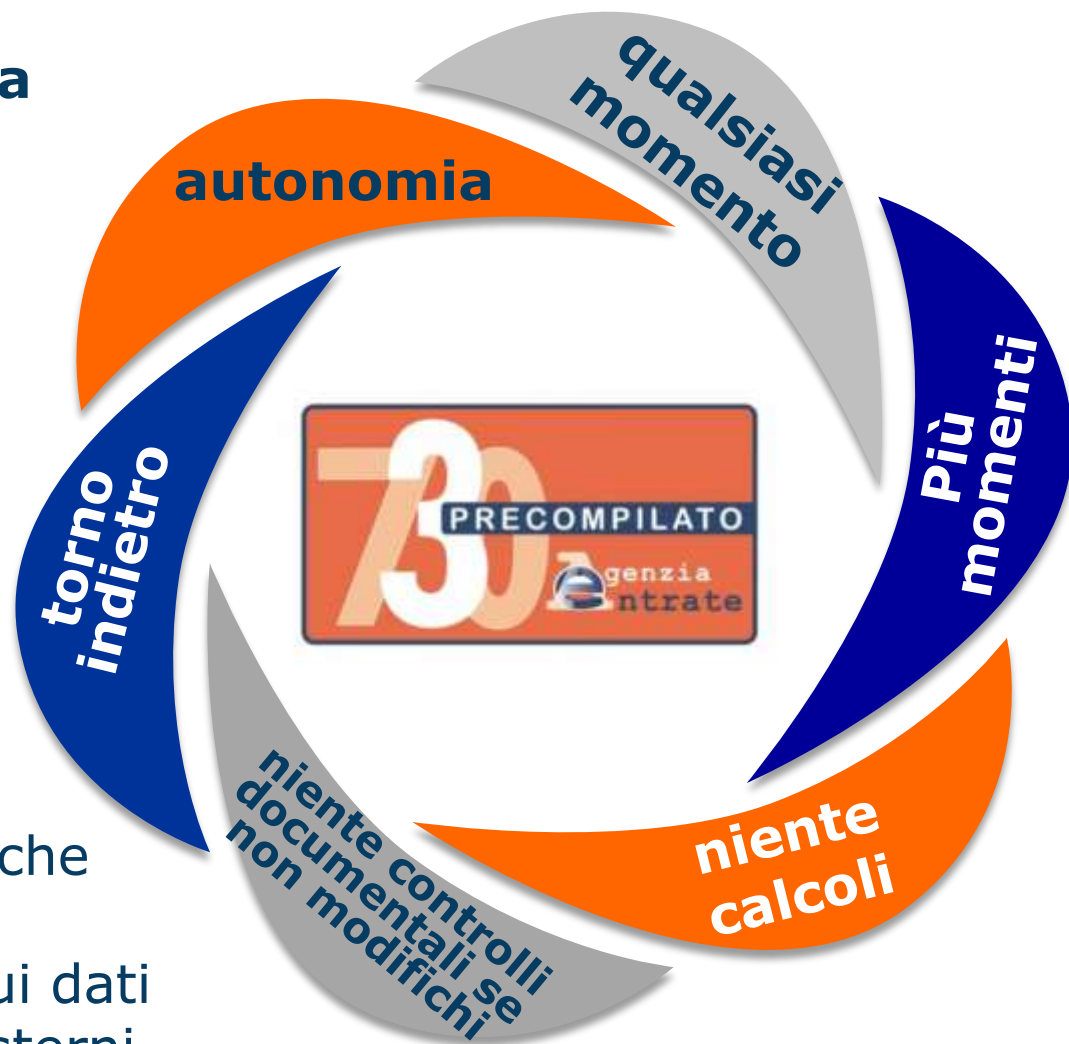 a
autonomia
qualsiasi
momento
Più
momenti
niente
calcoli
niente controlli
documentali se
non modifichi
torno
indietro
730
PRECOMPILATO
Agenzia
entrate
che
ui dati